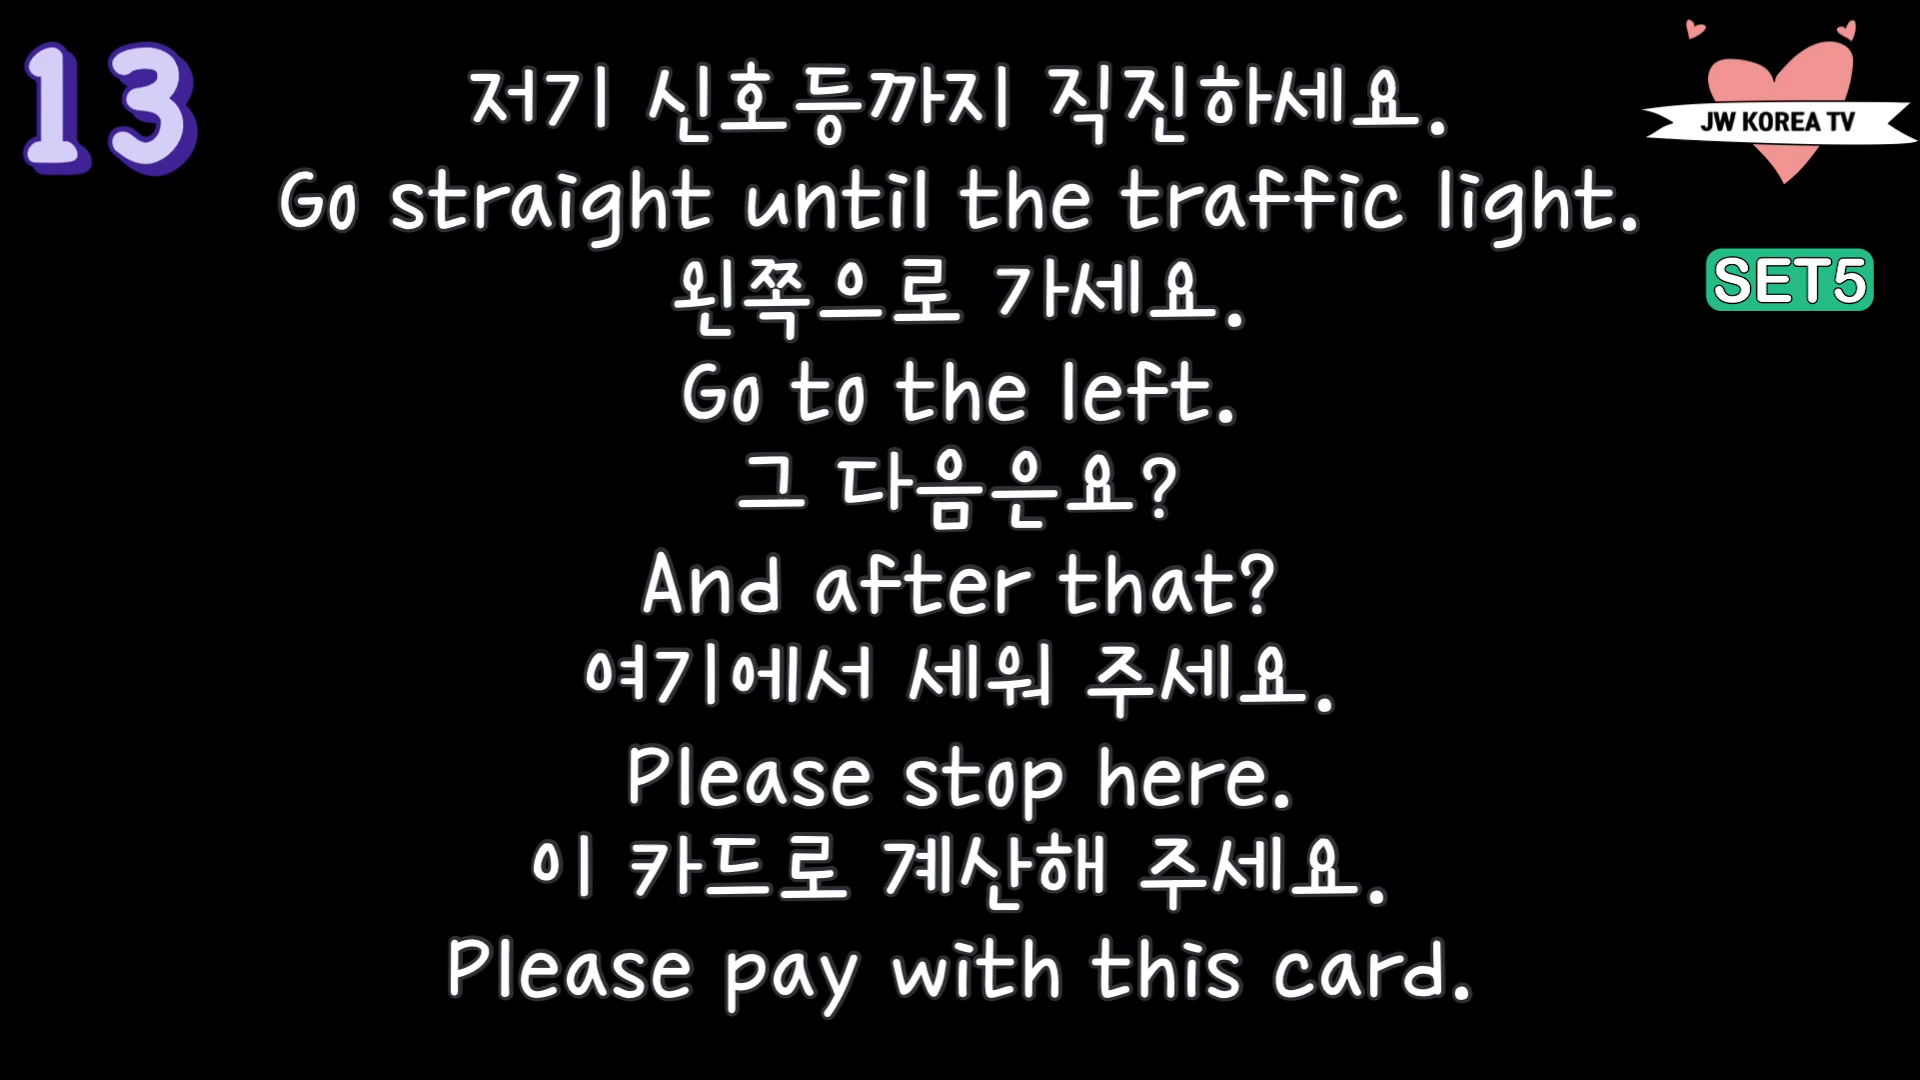 13
저기 신호등까지 직진하세요.
JW KOREA TV
Go straight until the traffic light.
왼쪽으로 가세요.
SET5
Go to the left.
그 다음은요?
And after that?
여기에서 세워 주세요.
Please stop here.
이 카드로 계산해 주세요.
Please pay with this card.